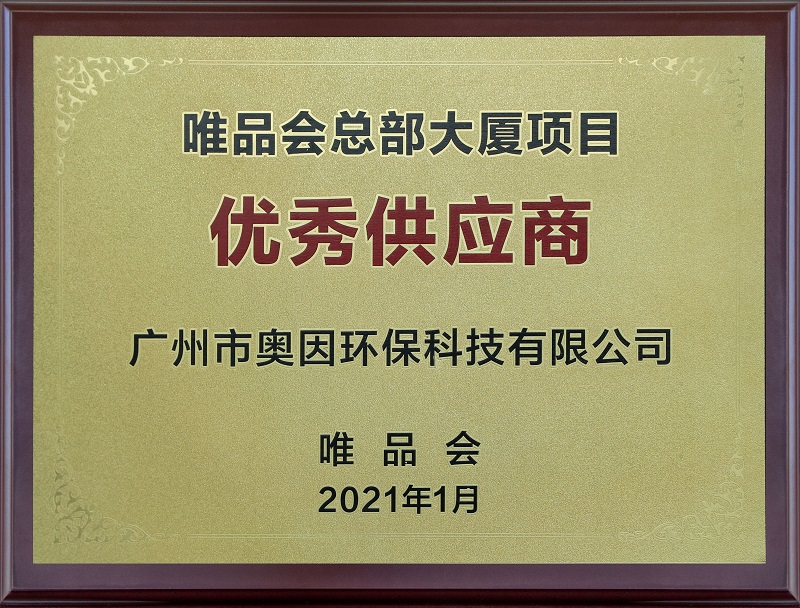 唯品会总部大厦项目
优秀供应商
广州市奥因环保科技有限公司
唯品会
2021年1月